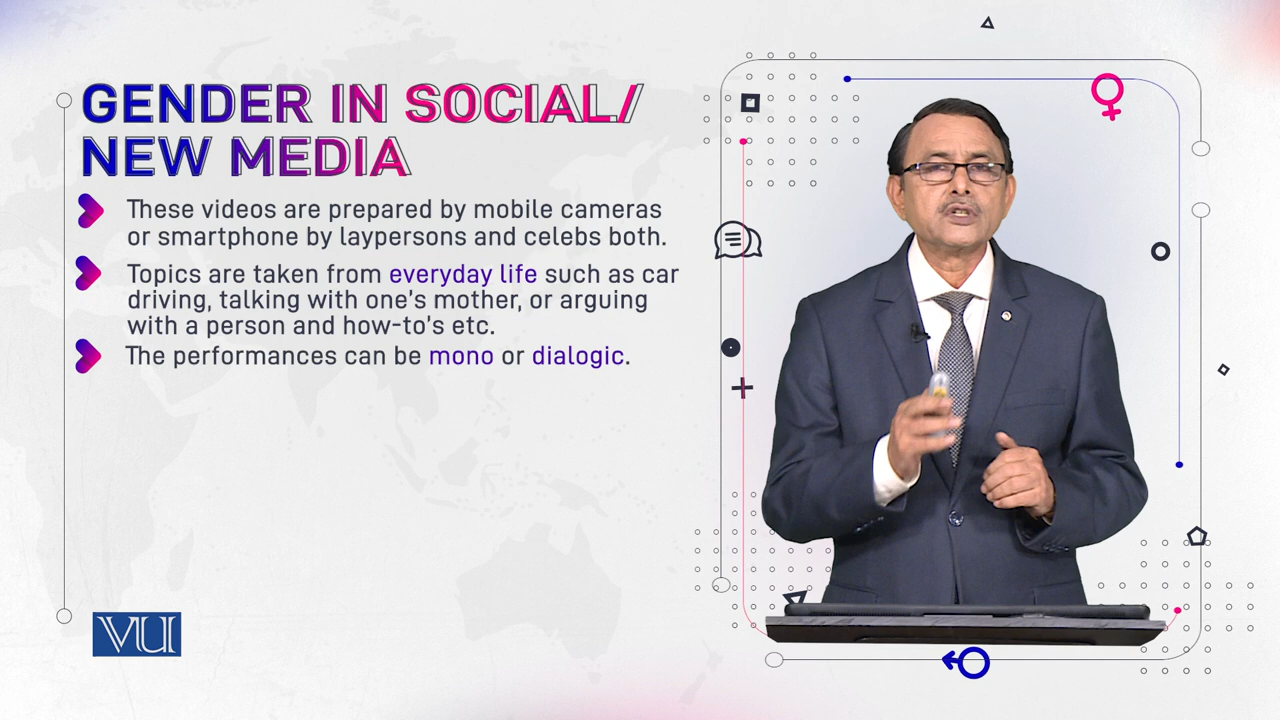 GENDER IN SOCIAL/
NEW MEDIA
These videos are prepared by mobile cameras
or smartphone by laypersons and celebs both.
Topics are taken from everyday life such as car
driving, talking with one's mother, or arguing
with a person and how-to's etc.
The performances can be mono or dialogic.
VU